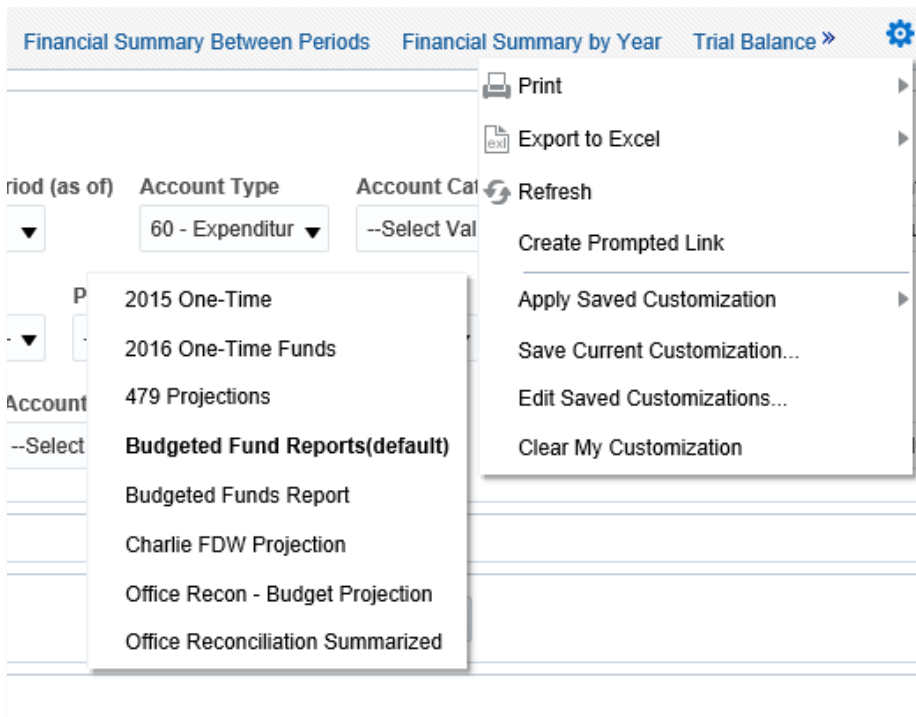 Financial Summary Between Periods Financial Summary by Year Trial Balance »
Print
exl Export to Excel
riod (as of) Account Type Account Cat Refresh
60 - Expenditur --Select Val
Create Prompted Link
P 2015 One-Time Apply Saved Customization
2016 One-Time Funds Save Current Customization...
479 Projections Edit Saved Customizations...
Account
--Select Budgeted Fund Reports(default) Clear My Customization
Budgeted Funds Report
Charlie FDW Projection
Office Recon - Budget Projection
Office Reconciliation Summarized